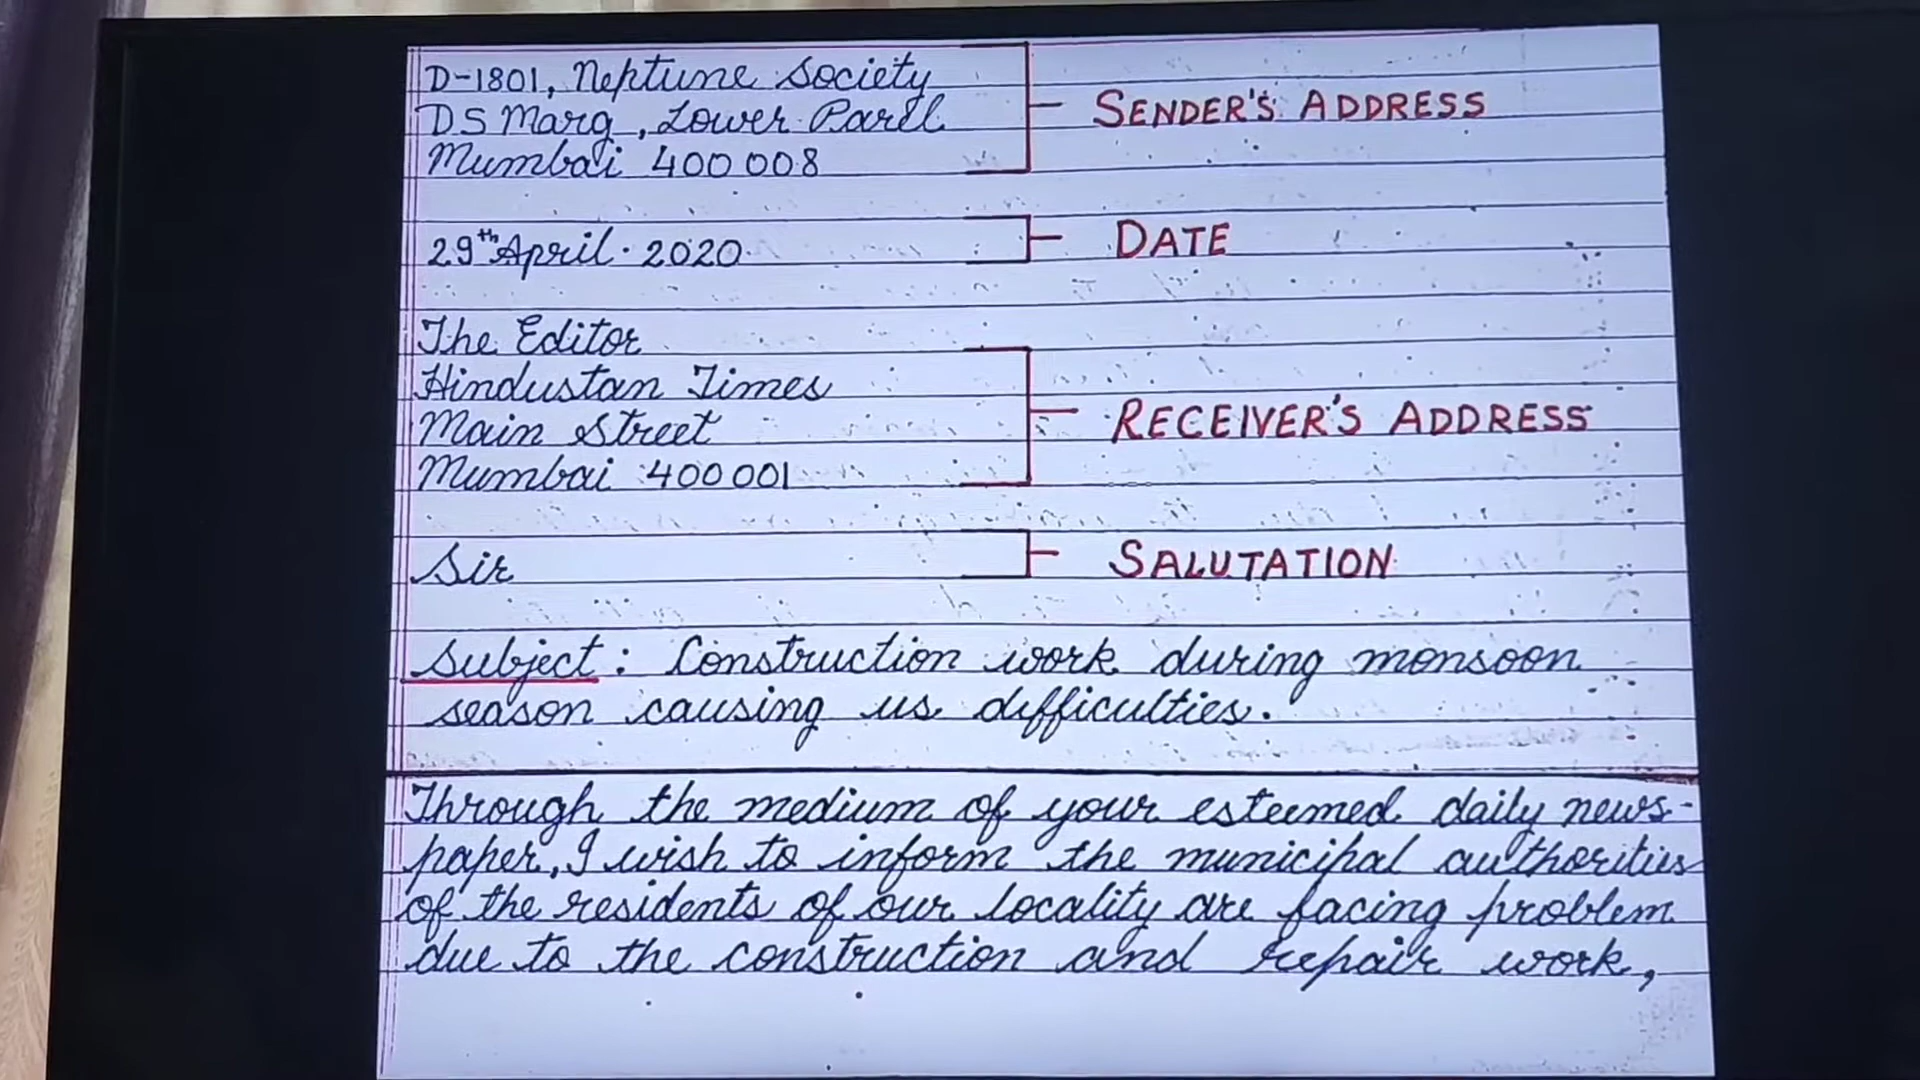 D-1801, Neptune Society
DS Marg, Lower Parel
Mumbai 400 008
SENDER'S ADDRESS
29th April 2020
DATE
The Editor
Hindustan Times
Main Street
Mumbai 400 001
RECEIVER'S ADDRESS
Sir
SALUTATION
Subject: Construction work during monsoon
season causing us difficulties.
Through the medium of your esteemed daily news-
paper, I wish to inform the municipal authorities
of the residents of our locality are facing problem
due to the construction and repair work,